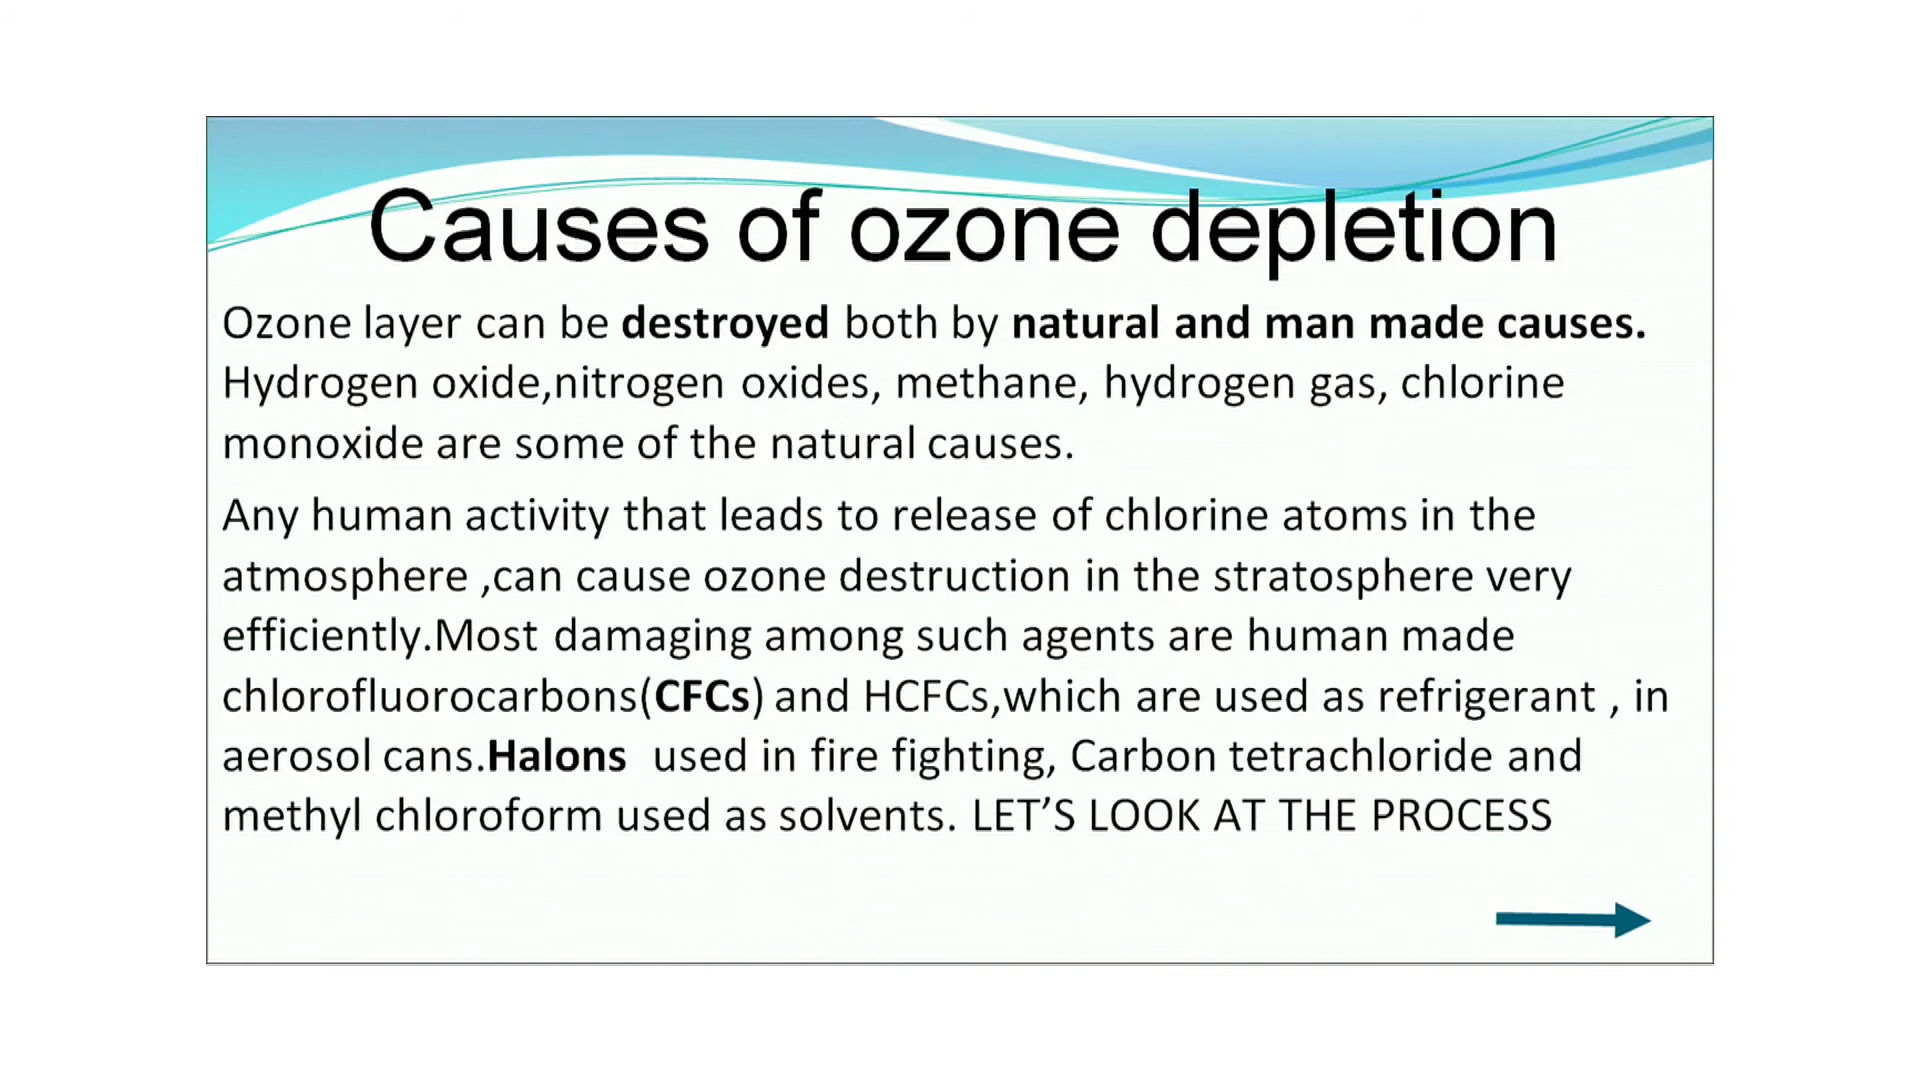 Causes of ozone depletion
Ozone layer can be destroyed both by natural and man made causes.
Hydrogen oxide,nitrogen oxides, methane, hydrogen gas, chlorine
monoxide are some of the natural causes.
Any human activity that leads to release of chlorine atoms in the
atmosphere ,can cause ozone destruction in the stratosphere very
efficiently.Most damaging among such agents are human made
chlorofluorocarbons(CFCs) and HCFCs,which are used as refrigerant , in
aerosol cans.Halons  used in fire fighting, Carbon tetrachloride and
methyl chloroform used as solvents. LET’S LOOK AT THE PROCESS